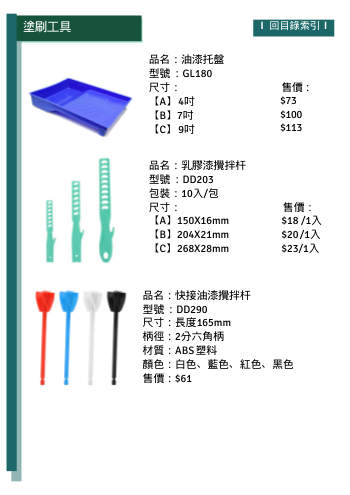 塗刷工具
I 回目錄索引 I
品名：油漆托盤
型號：GL180
尺寸：　售價：
【A】4吋　$73
【B】7吋　$100
【C】 9吋　$113
品名：乳膠漆攪拌杆
型號：DD203
包裝：10入/包
尺寸：　售價：
【A】150X16mm　$18 /1入
【B】204X21mm　$20/1入
【C】268X28mm　$23/1入
品名：快接油漆攪拌杆
型號：DD290
尺寸：長度165mm
柄徑：2分六角柄
材質：ABS塑料
顏色：白色、藍色、紅色、黑色
售價：$61